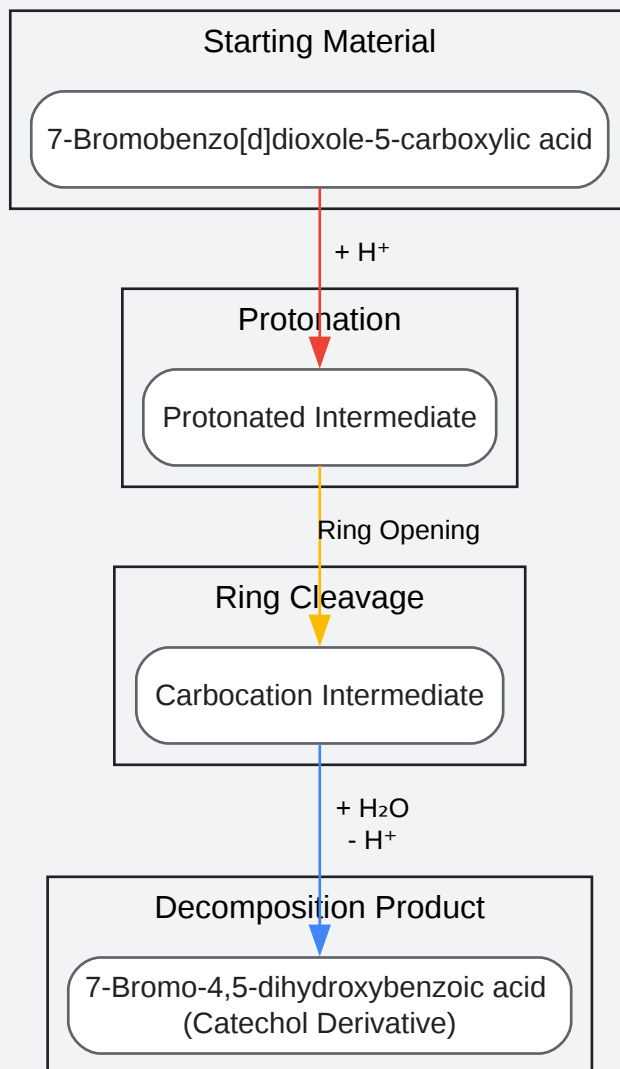 Starting Material
7-Bromobenzo[d]dioxole-5-carboxylic acid
+ H⁺
Protonation
Protonated Intermediate
Ring Opening
Ring Cleavage
Carbocation Intermediate
+ H₂O
- H⁺
Decomposition Product
7-Bromo-4,5-dihydroxybenzoic acid
(Catechol Derivative)